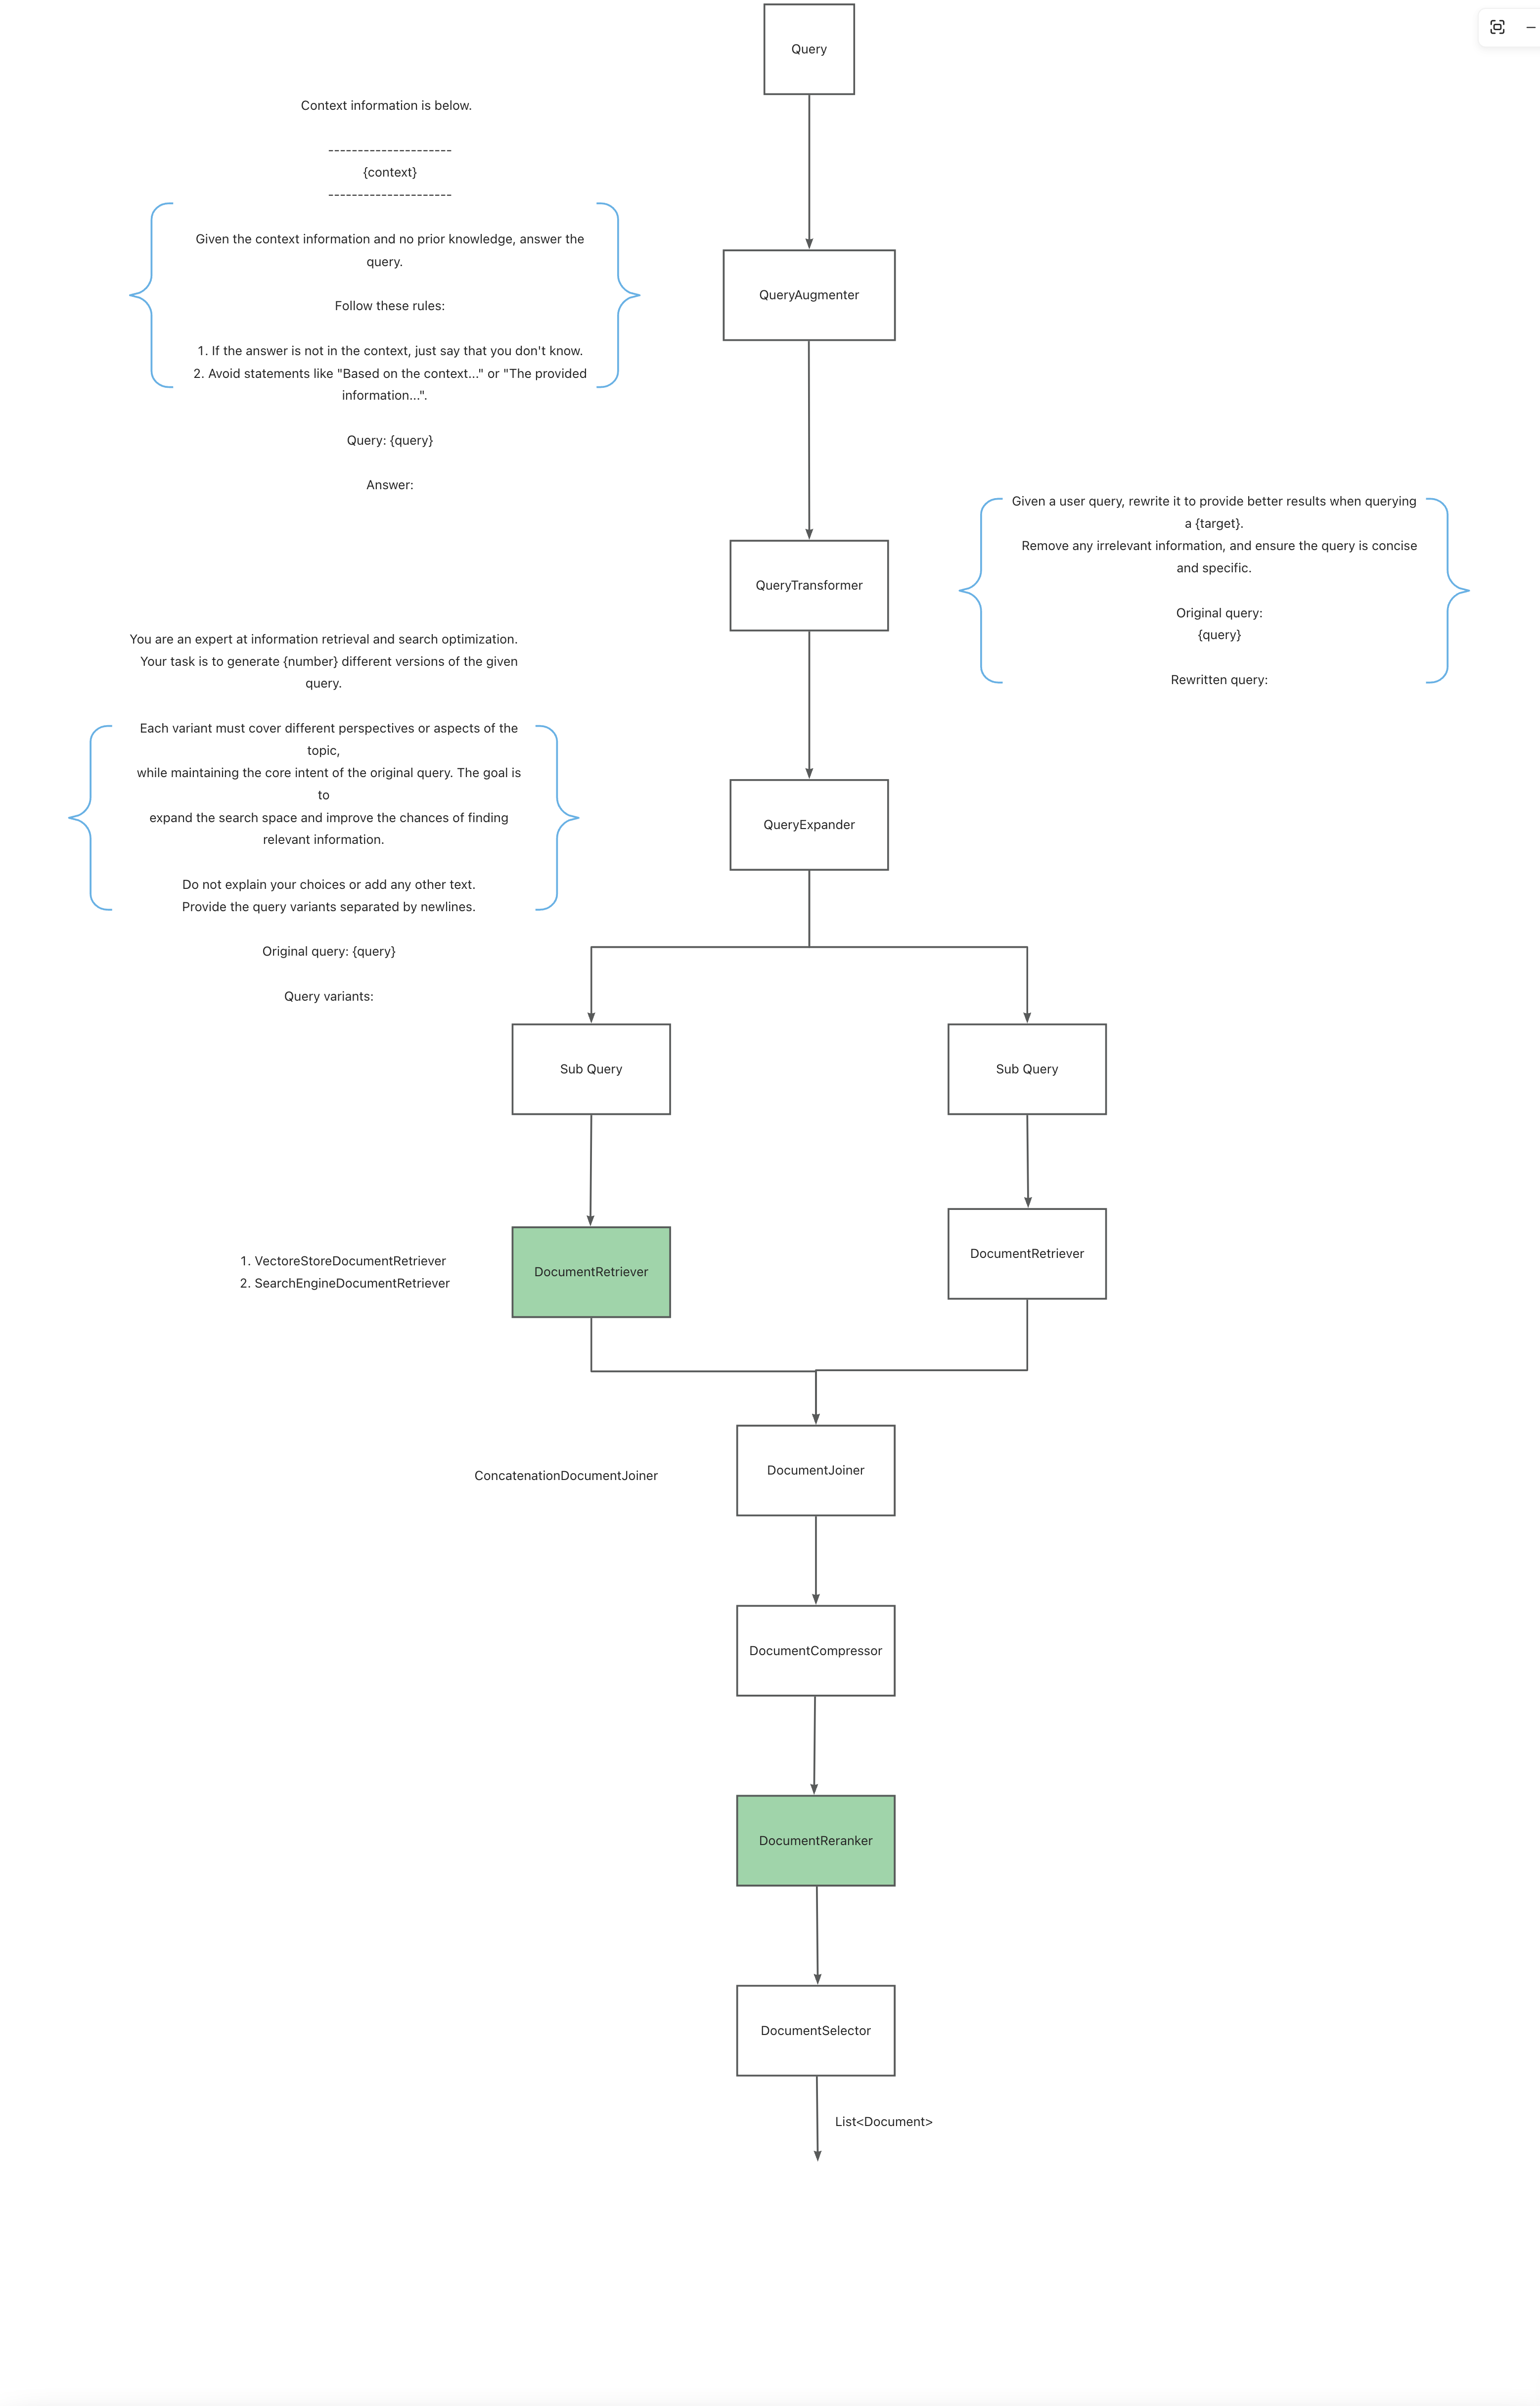 Query
Context information is below.
---------------------
{context}
---------------------
Given the context information and no prior knowledge, answer the
query.
Follow these rules:
1. If the answer is not in the context, just say that you don't know.
2. Avoid statements like "Based on the context..." or "The provided
information...".
Query: {query}
Answer:
QueryAugmenter
Given a user query, rewrite it to provide better results when querying
a {target}.
Remove any irrelevant information, and ensure the query is concise
and specific.
Original query:
{query}
Rewritten query:
QueryTransformer
You are an expert at information retrieval and search optimization.
Your task is to generate {number} different versions of the given
query.
Each variant must cover different perspectives or aspects of the
topic,
while maintaining the core intent of the original query. The goal is
to
expand the search space and improve the chances of finding
relevant information.
Do not explain your choices or add any other text.
Provide the query variants separated by newlines.
Original query: {query}
Query variants:
QueryExpander
Sub Query
Sub Query
1. VectoreStoreDocumentRetriever
2. SearchEngineDocumentRetriever
DocumentRetriever
DocumentRetriever
ConcatenationDocumentJoiner
DocumentJoiner
DocumentCompressor
DocumentReranker
DocumentSelector
List<Document>